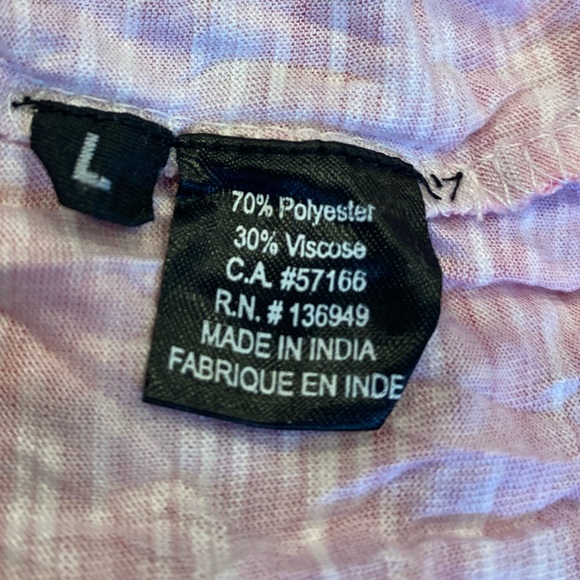 L
70% Polyester
30% Viscose
C.A. #57166
R.N. # 136949
MADE IN INDIA
FABRIQUE EN INDE